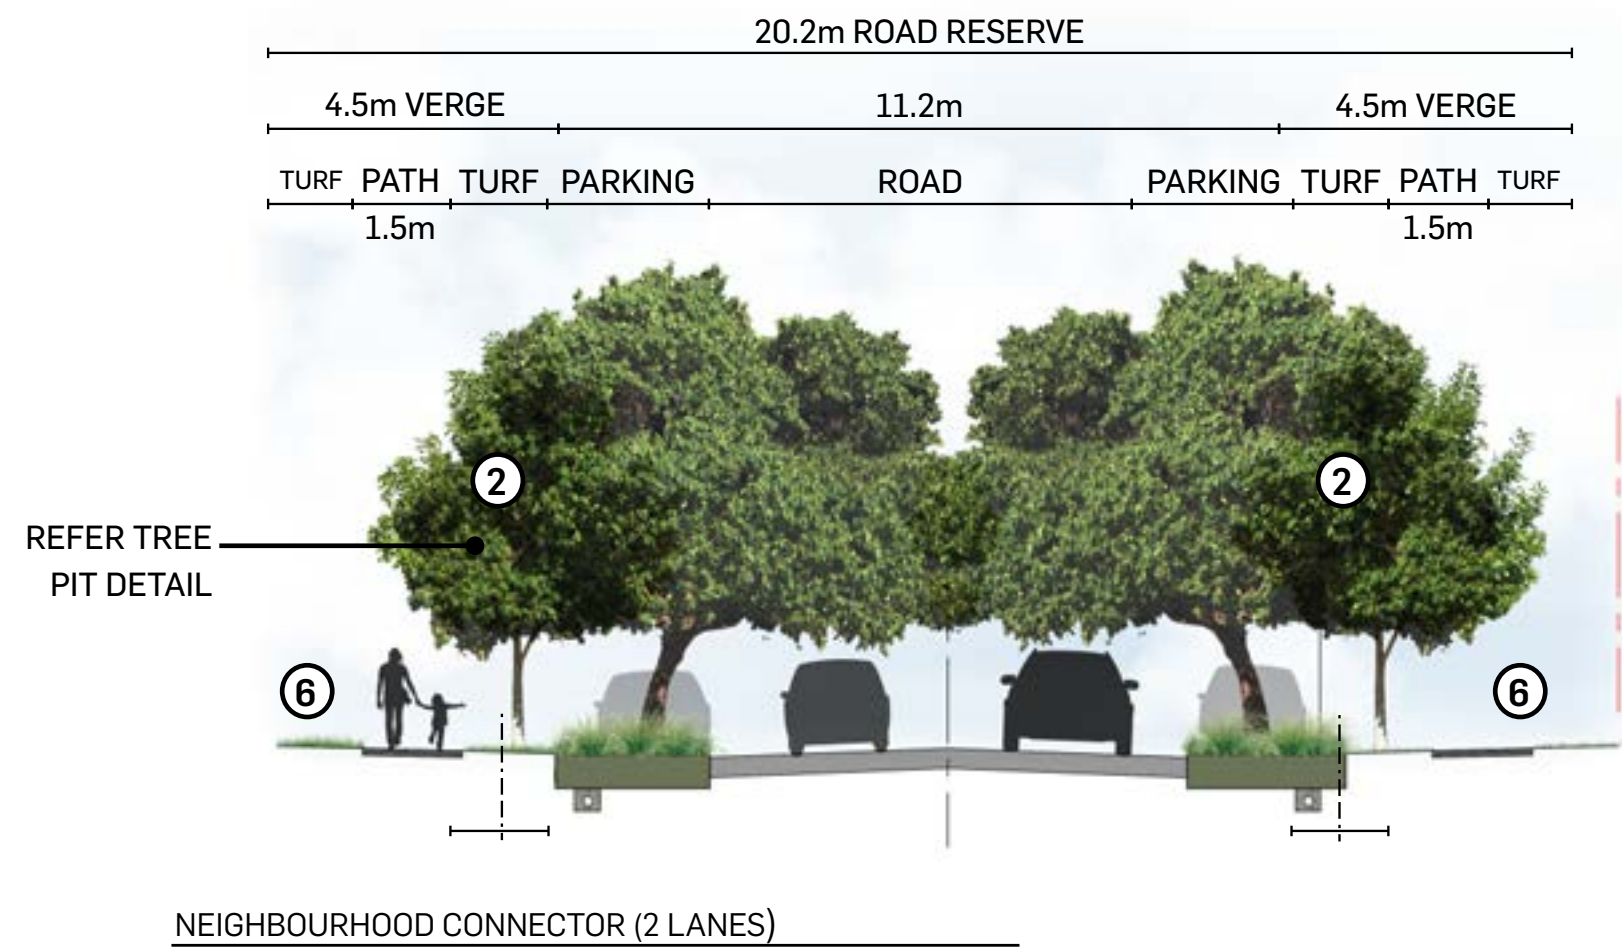 20.2m ROAD RESERVE
4.5m VERGE 11.2m 4.5m VERGE
TURF PATH TURF PARKING ROAD PARKING TURF PATH TURF
1.5m 1.5m
2 2
REFER TREE
PIT DETAIL
6 6
NEIGHBOURHOOD CONNECTOR (2 LANES)